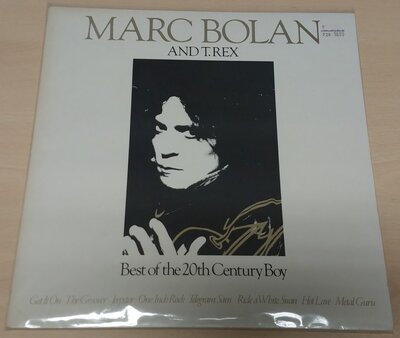 MARC BOLAN
AND T.REX
Best of the 20th Century Boy
Get It On The Groover Jeepster One Inch Rock Telegram Sam Ride a White Swan Hot Love Metal Guru